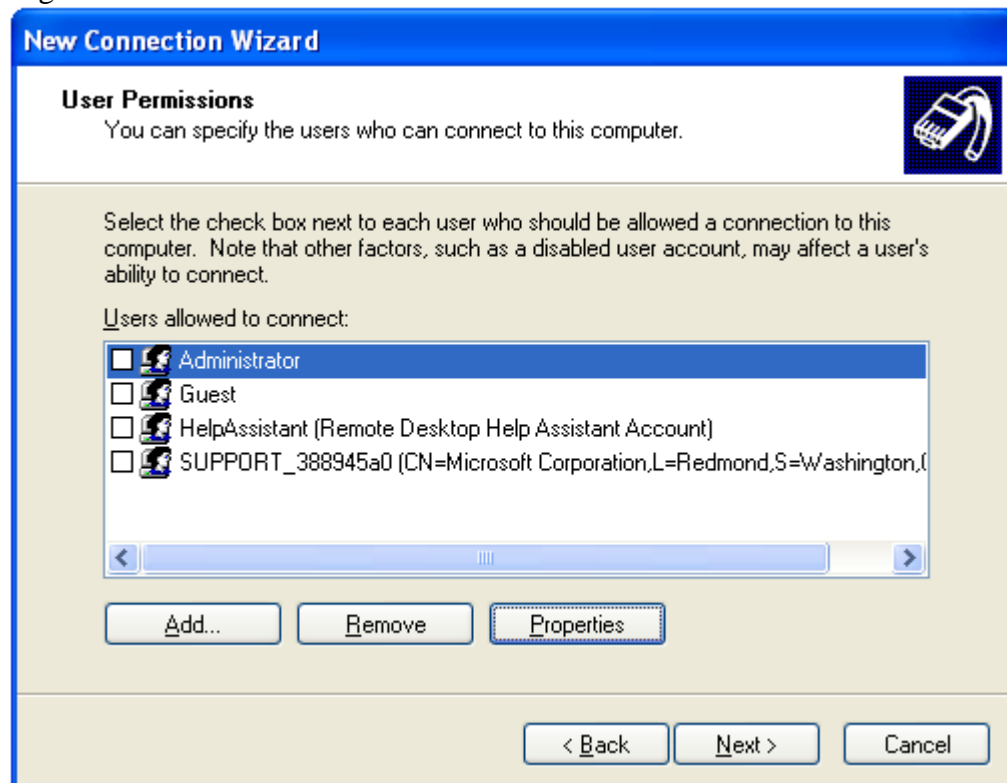 New Connection Wizard
User Permissions
You can specify the users who can connect to this computer.
Select the check box next to each user who should be allowed a connection to this
computer. Note that other factors, such as a disabled user account, may affect a user's
ability to connect.
Users allowed to connect:
Administrator
Guest
HelpAssistant (Remote Desktop Help Assistant Account)
SUPPORT_388945a0 (CN=Microsoft Corporation,L=Redmond,S=Washington,
Add...
Remove
Properties
< Back
Next >
Cancel